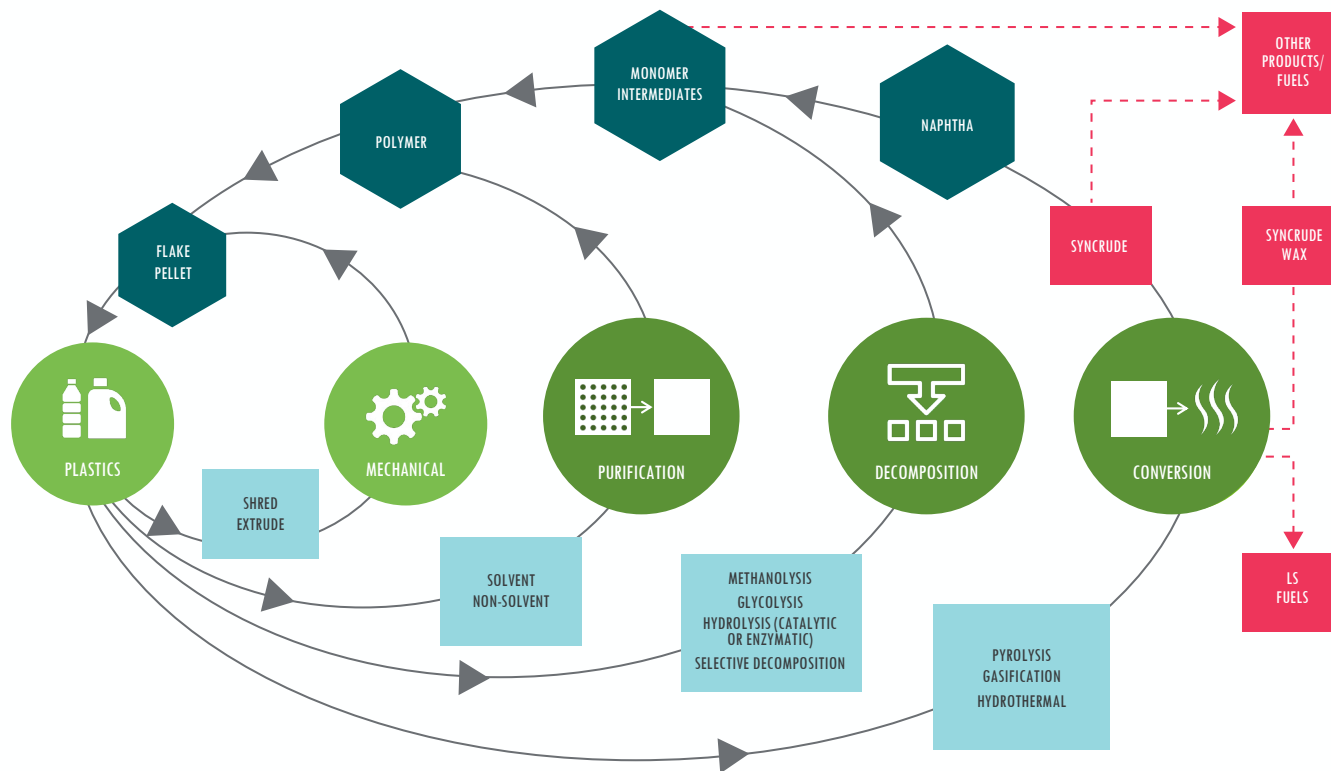 OTHER
PRODUCTS/
FUELS
MONOMER
INTERMEDIATES
NAPHTHA
POLYMER
SYNCRUDE
SYNCRUDE
WAX
FLAKE
PELLET
PLASTICS
MECHANICAL
PURIFICATION
DECOMPOSITION
CONVERSION
SHRED
EXTRUDE
SOLVENT
NON-SOLVENT
METHANOLYSIS
GLYCOLYSIS
HYDROLYSIS (CATALYTIC
OR ENZYMATIC)
SELECTIVE DECOMPOSITION
LS
FUELS
PYROLYSIS
GASIFICATION
HYDROTHERMAL